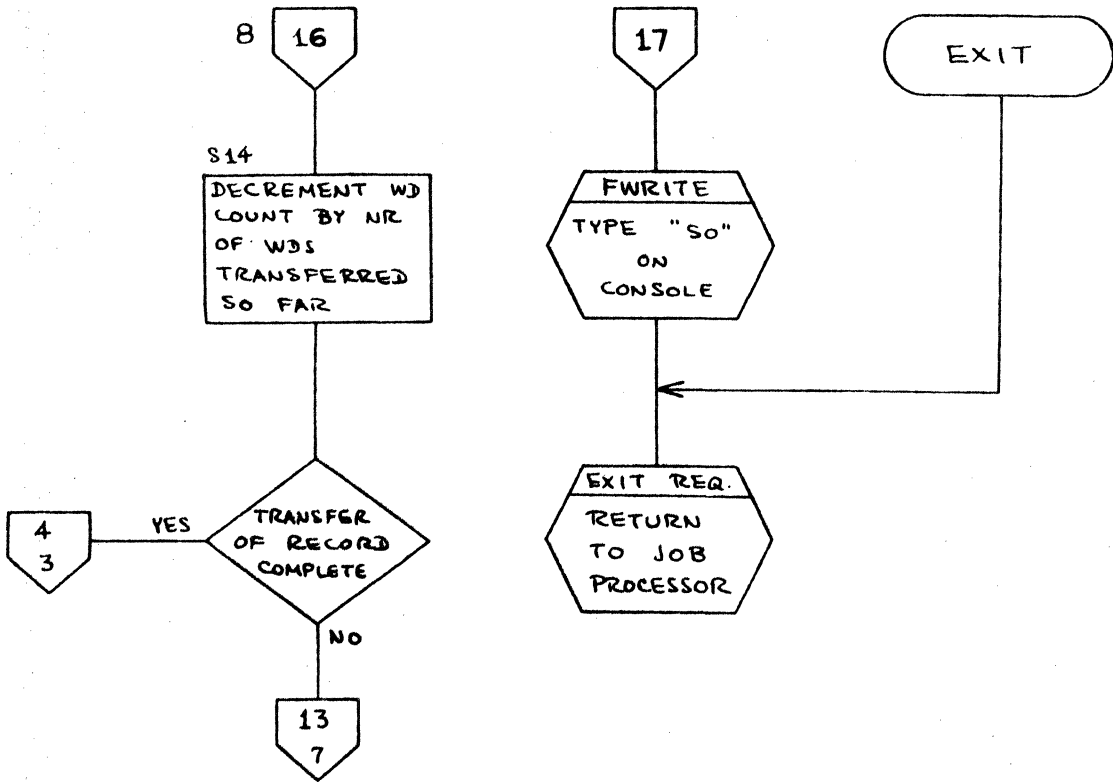 8
16
S14
DECREMENT WD
COUNT BY NR
OF WDS
TRANSFERRED
SO FAR
TRANSFER
OF RECORD
COMPLETE
YES
4
3
NO
13
7
17
FWRITE
TYPE "SO"
ON
CONSOLE
EXIT REQ.
RETURN
TO JOB
PROCESSOR
EXIT